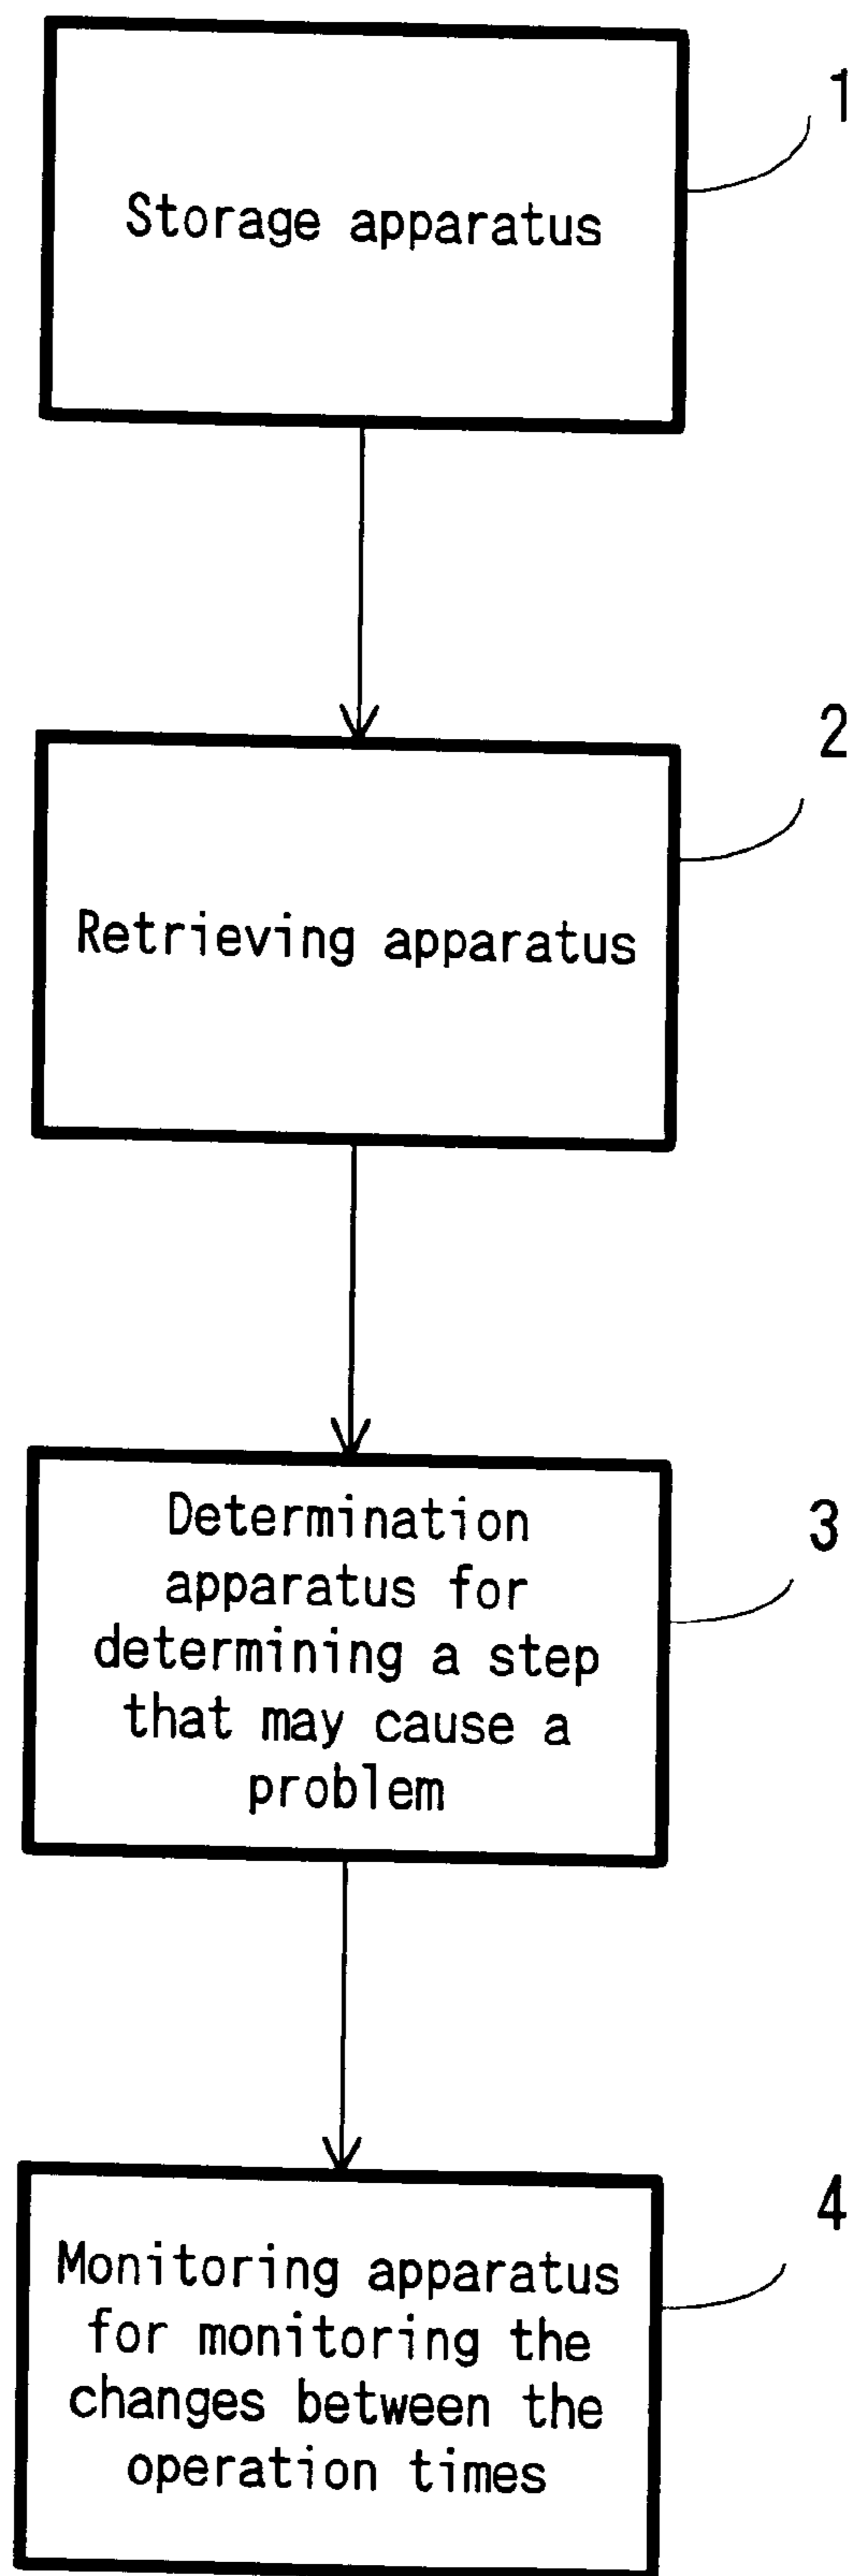 1
Storage apparatus
2
Retrieving apparatus
3
Determination
apparatus for
determining a step
that may cause a
problem
4
Monitoring apparatus
for monitoring the
changes between the
operation times